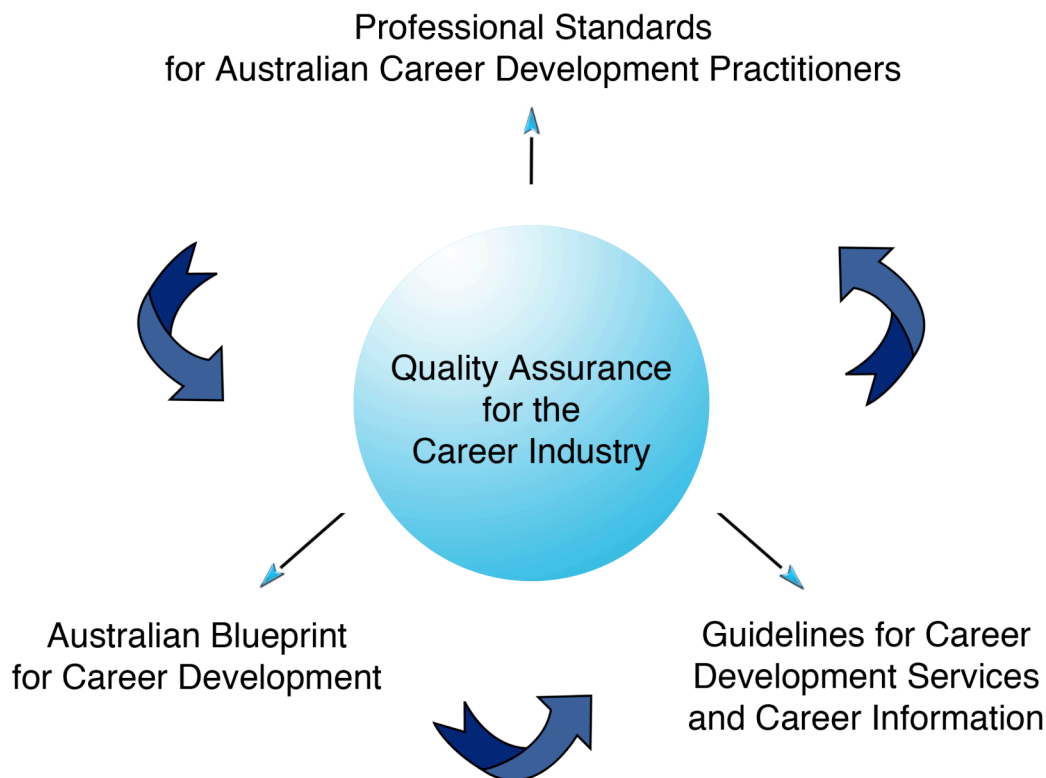 Professional Standards
for Australian Career Development Practitioners
Quality Assurance
for the
Career Industry
Australian Blueprint
for Career Development
Guidelines for Career
Development Services
and Career Information